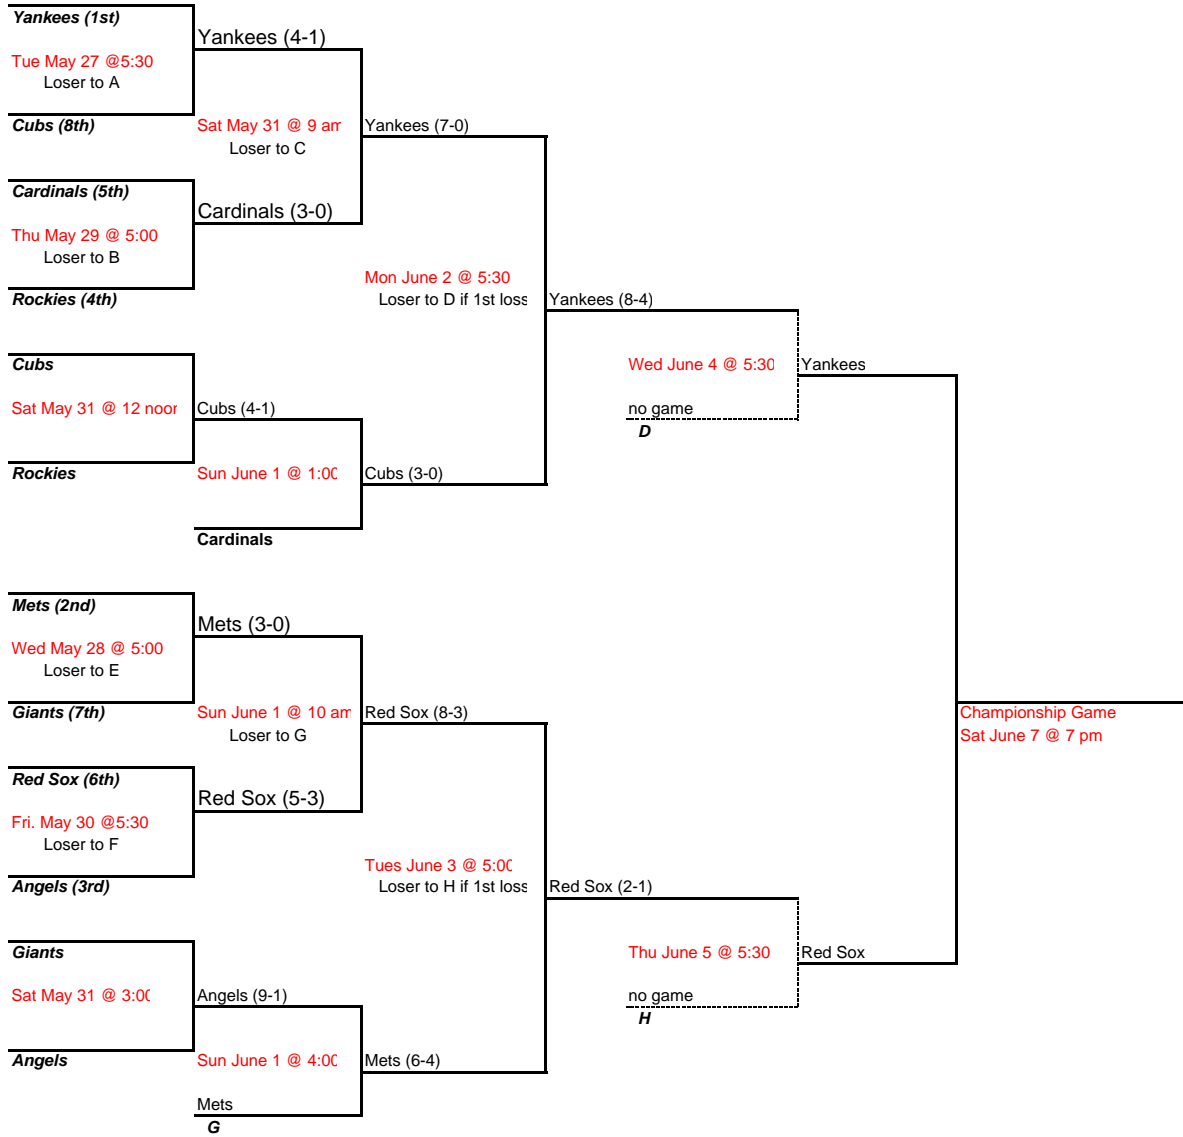 Yankees (1st)
Yankees (4-1)
Tue May 27 @5:30
Loser to A
Cubs (8th)
Sat May 31 @ 9 am
Yankees (7-0)
Loser to C
Cardinals (5th)
Cardinals (3-0)
Thu May 29 @ 5:00
Loser to B
Mon June 2 @ 5:30
Rockies (4th)
Loser to D if 1st loss
Yankees (8-4)
Cubs
Wed June 4 @ 5:30
Yankees
Sat May 31 @ 12 noon
Cubs (4-1)
no game
D
Rockies
Sun June 1 @ 1:00
Cubs (3-0)
Cardinals
Mets (2nd)
Mets (3-0)
Wed May 28 @ 5:00
Loser to E
Giants (7th)
Sun June 1 @ 10 am
Red Sox (8-3)
Championship Game
Loser to G
Sat June 7 @ 7 pm
Red Sox (6th)
Red Sox (5-3)
Fri. May 30 @5:30
Loser to F
Tues June 3 @ 5:00
Angels (3rd)
Loser to H if 1st loss
Red Sox (2-1)
Giants
Thu June 5 @ 5:30
Red Sox
Sat May 31 @ 3:00
Angels (9-1)
no game
H
Angels
Sun June 1 @ 4:00
Mets (6-4)
Mets
G